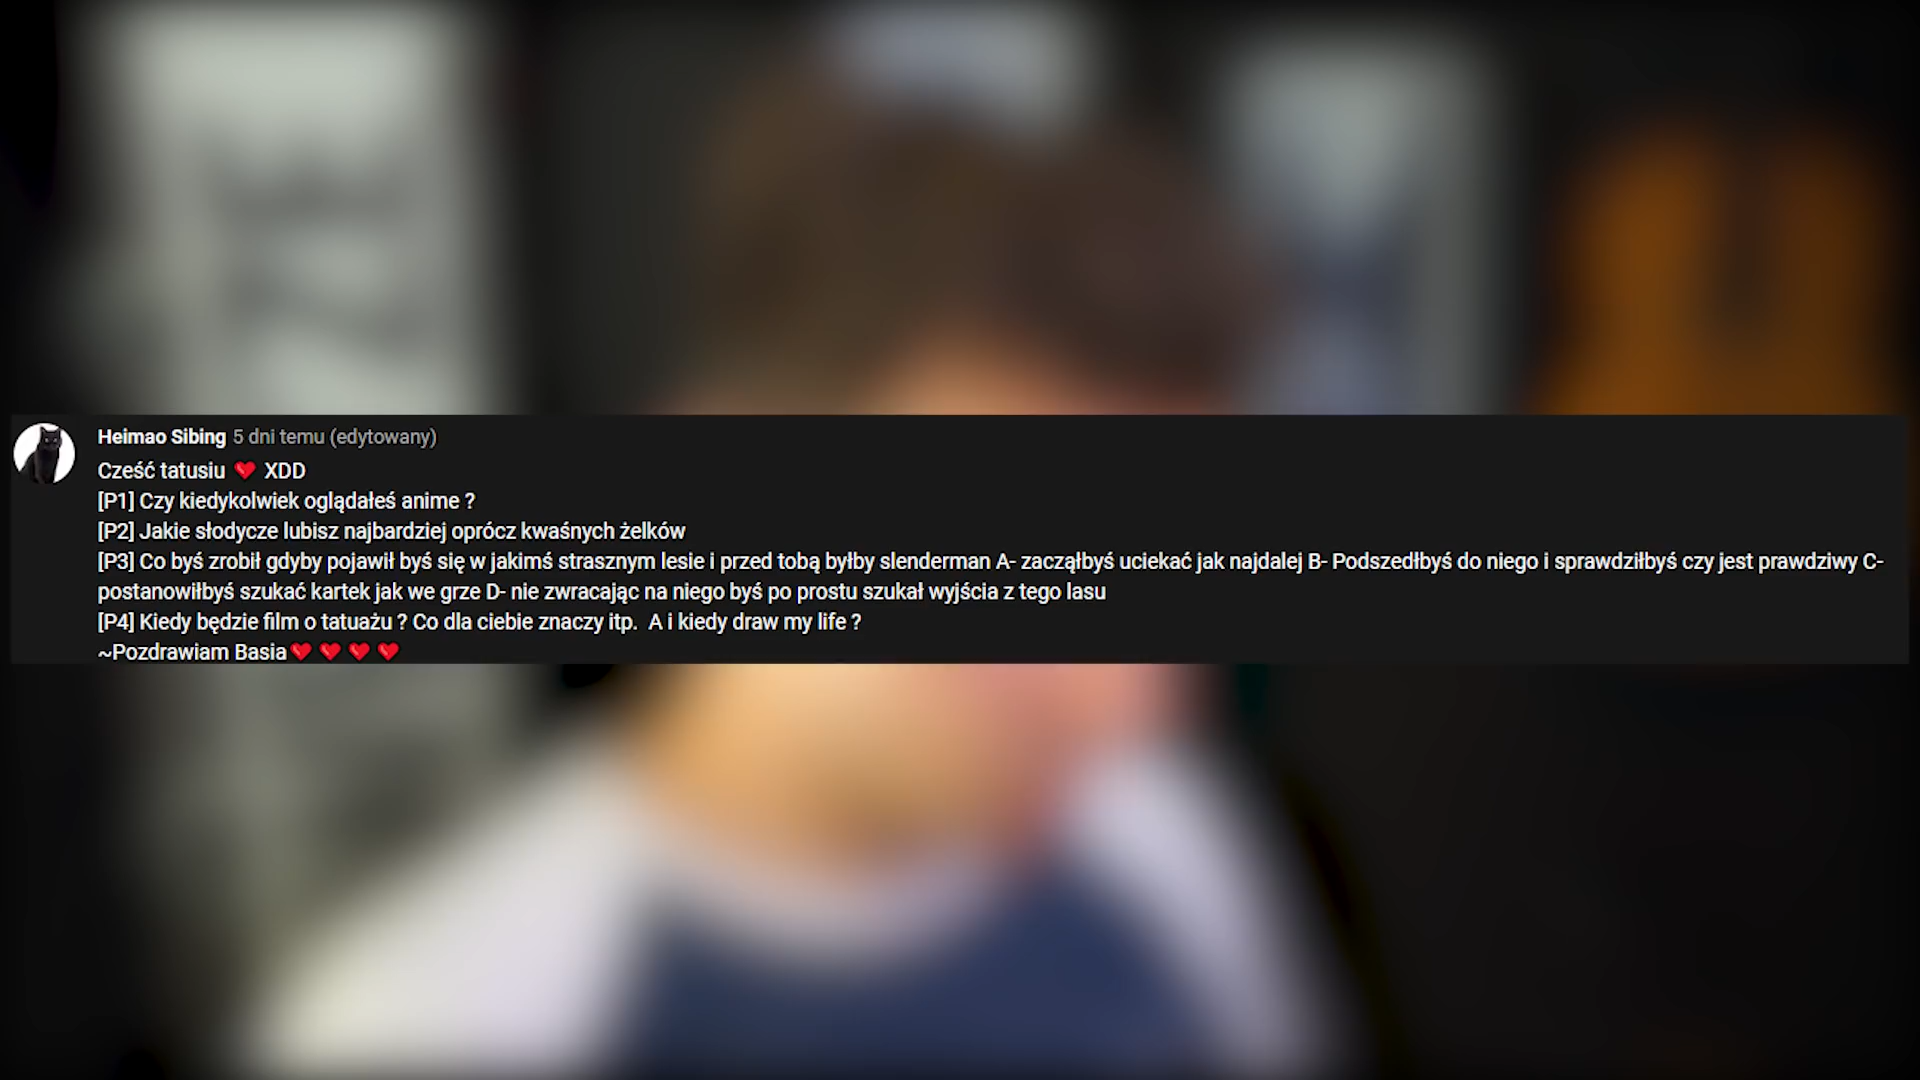 Heimao Sibing 5 dni temu (edytowany)
Cześć tatusiu ❤ XDD
[P1] Czy kiedykolwiek oglądałeś anime ?
[P2] Jakie słodycze lubisz najbardziej oprócz kwaśnych żelków
[P3] Co byś zrobił gdyby pojawił byś się w jakimś strasznym lesie i przed tobą byłby slenderman A- zacząłbyś uciekać jak najdalej B- Podszedłbyś do niego i sprawdziłbyś czy jest prawdziwy C-
postanowiłbyś szukać kartek jak we grze D- nie zwracając na niego byś po prostu szukał wyjścia z tego lasu
[P4] Kiedy będzie film o tatuażu ? Co dla ciebie znaczy itp.  A i kiedy draw my life ?
~Pozdrawiam Basia❤ ❤ ❤ ❤